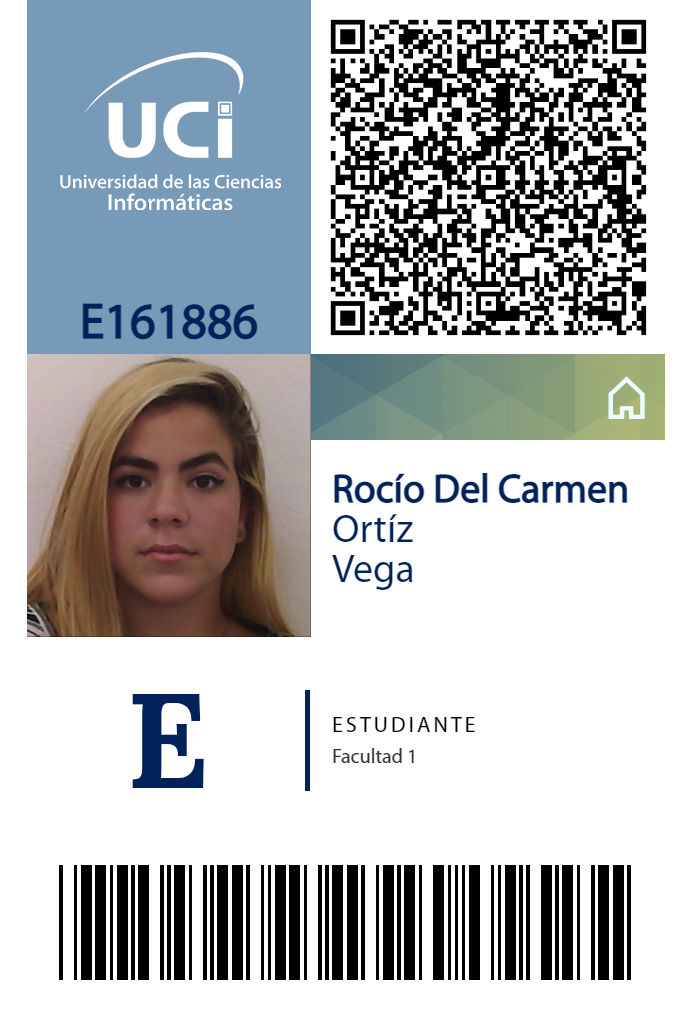 UCi
Universidad de las Ciencias
Informáticas
E161886
Rocío Del Carmen
Ortíz
Vega
E
ESTUDIANTE
Facultad 1